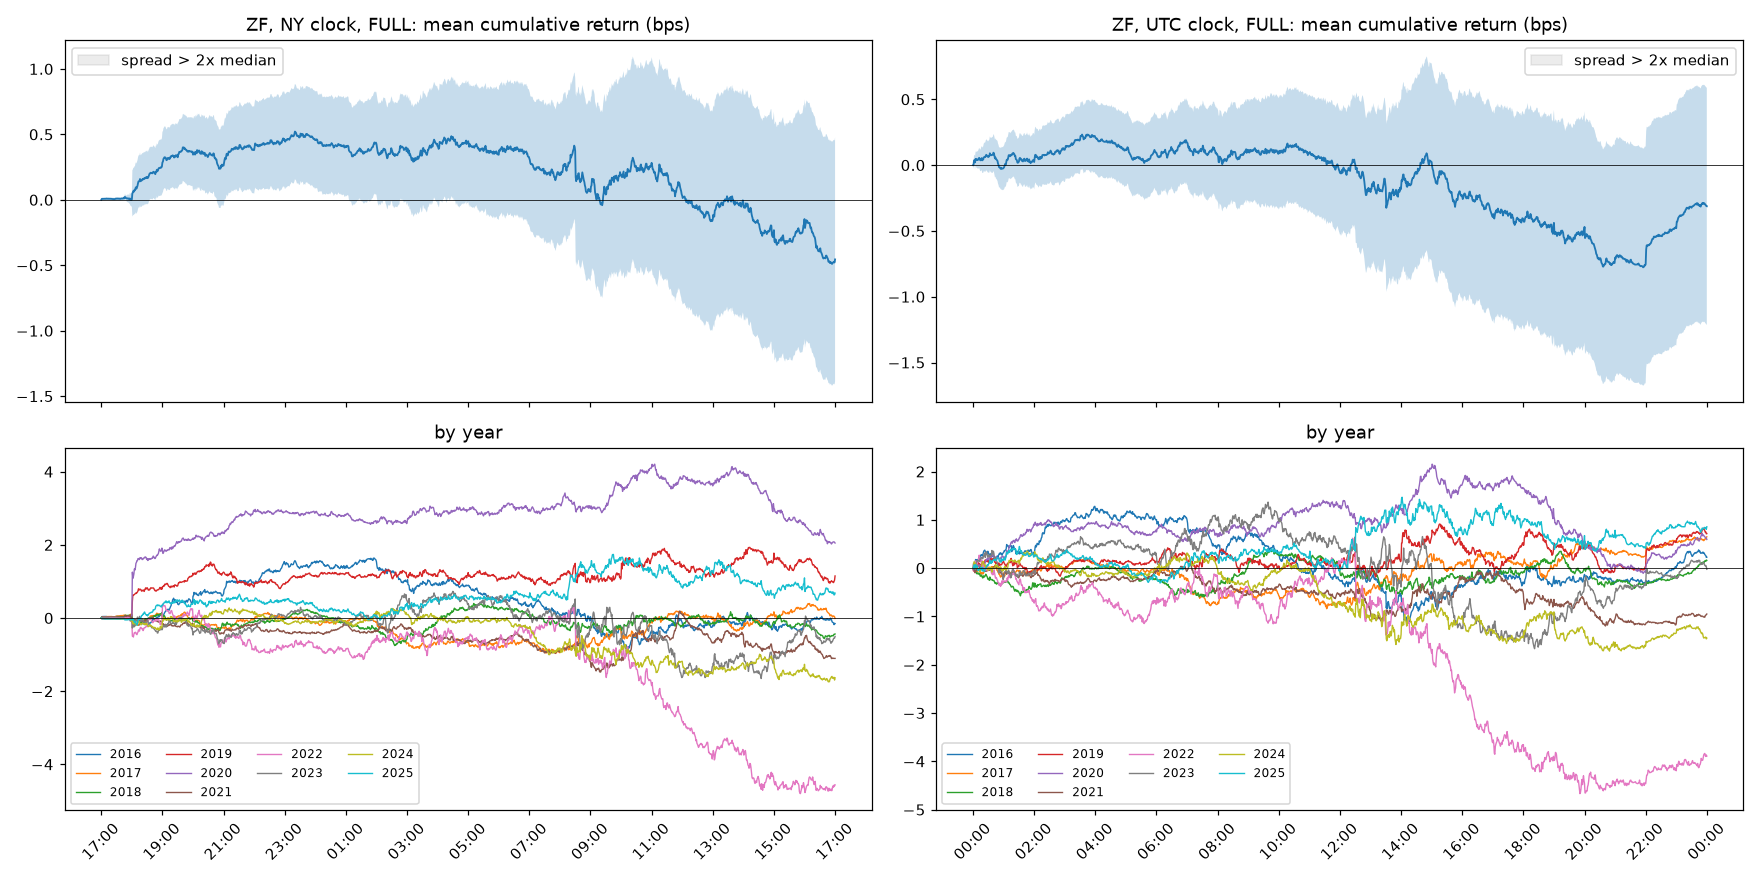 ZF, NY clock, FULL: mean cumulative return (bps)
spread > 2x median
1.0
0.5
0.0
−0.5
−1.0
−1.5
ZF, UTC clock, FULL: mean cumulative return (bps)
spread > 2x median
0.5
0.0
−0.5
−1.0
−1.5
by year
4
2
0
−2
−4
2016 2019 2022 2024
2017 2020 2023 2025
2018 2021
17:00 19:00 21:00 23:00 01:00 03:00 05:00 07:00 09:00 11:00 13:00 15:00 17:00
by year
2
1
0
−1
−2
−3
−4
−5
2016 2019 2022 2024
2017 2020 2023 2025
2018 2021
00:00 02:00 04:00 06:00 08:00 10:00 12:00 14:00 16:00 18:00 20:00 22:00 00:00